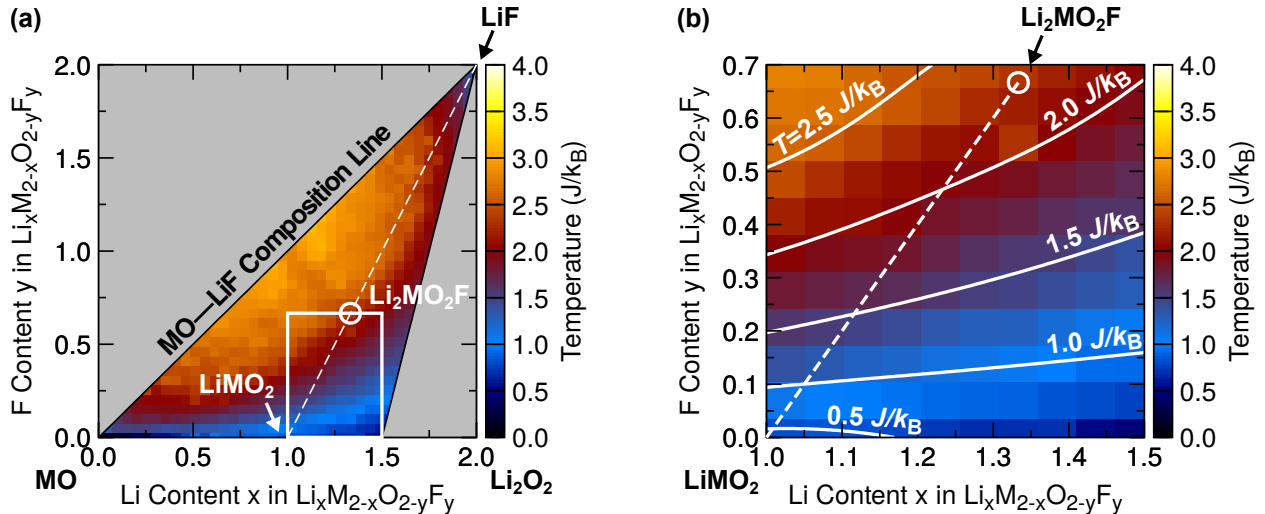 (a)
LiF
F Content y in LiₓM₂₋ₓO₂₋yFy
2.0
1.5
1.0
0.5
0.0
MO—LiF Composition Line
Li₂MO₂F
LiMO₂
0.0
0.5
1.0
1.5
2.0
MO
Li₂O₂
Li Content x in LiₓM₂₋ₓO₂₋yFy
4.0
3.5
3.0
2.5
2.0
1.5
1.0
0.5
0.0
Temperature (J/kB)
(b)
Li₂MO₂F
F Content y in LiₓM₂₋ₓO₂₋yFy
0.7
0.6
0.5
0.4
0.3
0.2
0.1
0.0
T=2.5 J/kB
2.0 J/kB
1.5 J/kB
1.0 J/kB
0.5 J/kB
1.0
1.1
1.2
1.3
1.4
1.5
LiMO₂
Li Content x in LiₓM₂₋ₓO₂₋yFy
4.0
3.5
3.0
2.5
2.0
1.5
1.0
0.5
0.0
Temperature (J/kB)